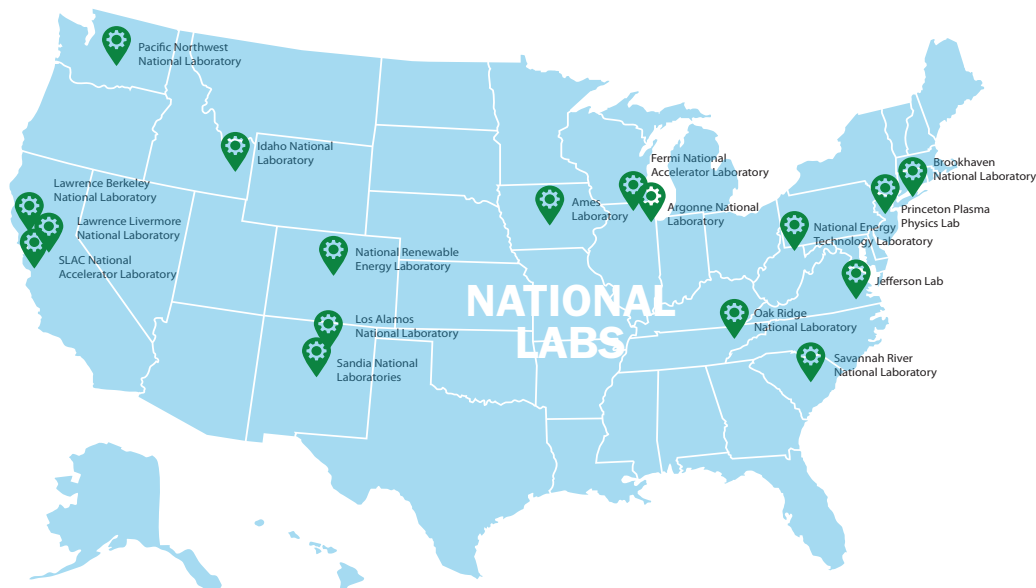 Pacific Northwest
National Laboratory
Idaho National
Laboratory
Lawrence Berkeley
National Laboratory
Lawrence Livermore
National Laboratory
SLAC National
Accelerator Laboratory
National Renewable
Energy Laboratory
Los Alamos
National Laboratory
Sandia National
Laboratories
NATIONAL
LABS
Ames
Laboratory
Fermi National
Accelerator Laboratory
Argonne National
Laboratory
Brookhaven
National Laboratory
Princeton Plasma
Physics Lab
National Energy
Technology Laboratory
Jefferson Lab
Oak Ridge
National Laboratory
Savannah River
National Laboratory